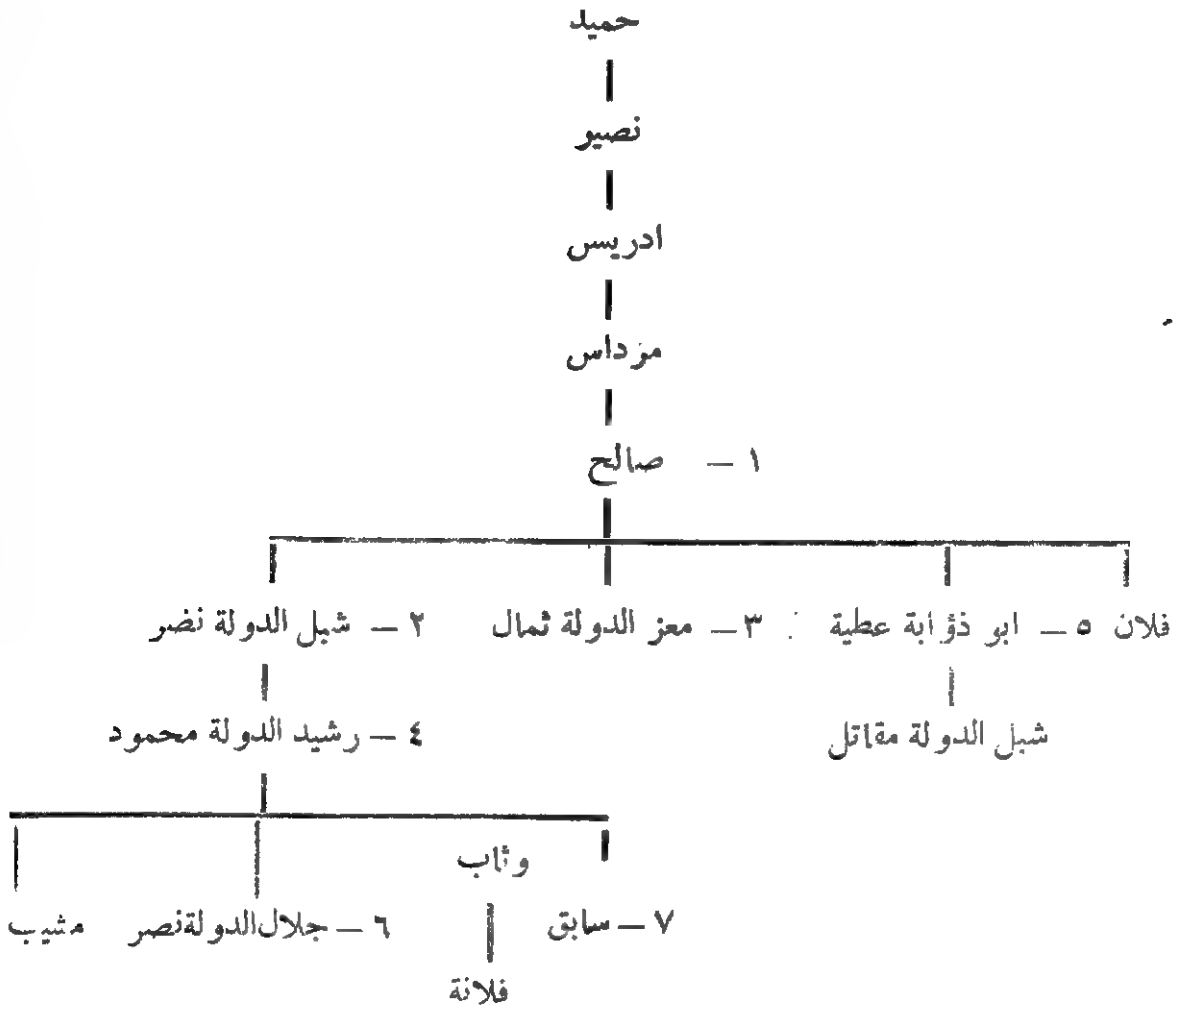 حميد
نصير
ادريس
مرداس
١ – صالح
فلان ٥ – ابو ذؤابة عطية ٣ – معز الدولة ثمال ٢ – شبل الدولة نضر
شبل الدولة مقاتل ٤ – رشيد الدولة محمود
وثاب
٧ – سابق ٦ – جلال الدولة نصر مشيب
فلانة